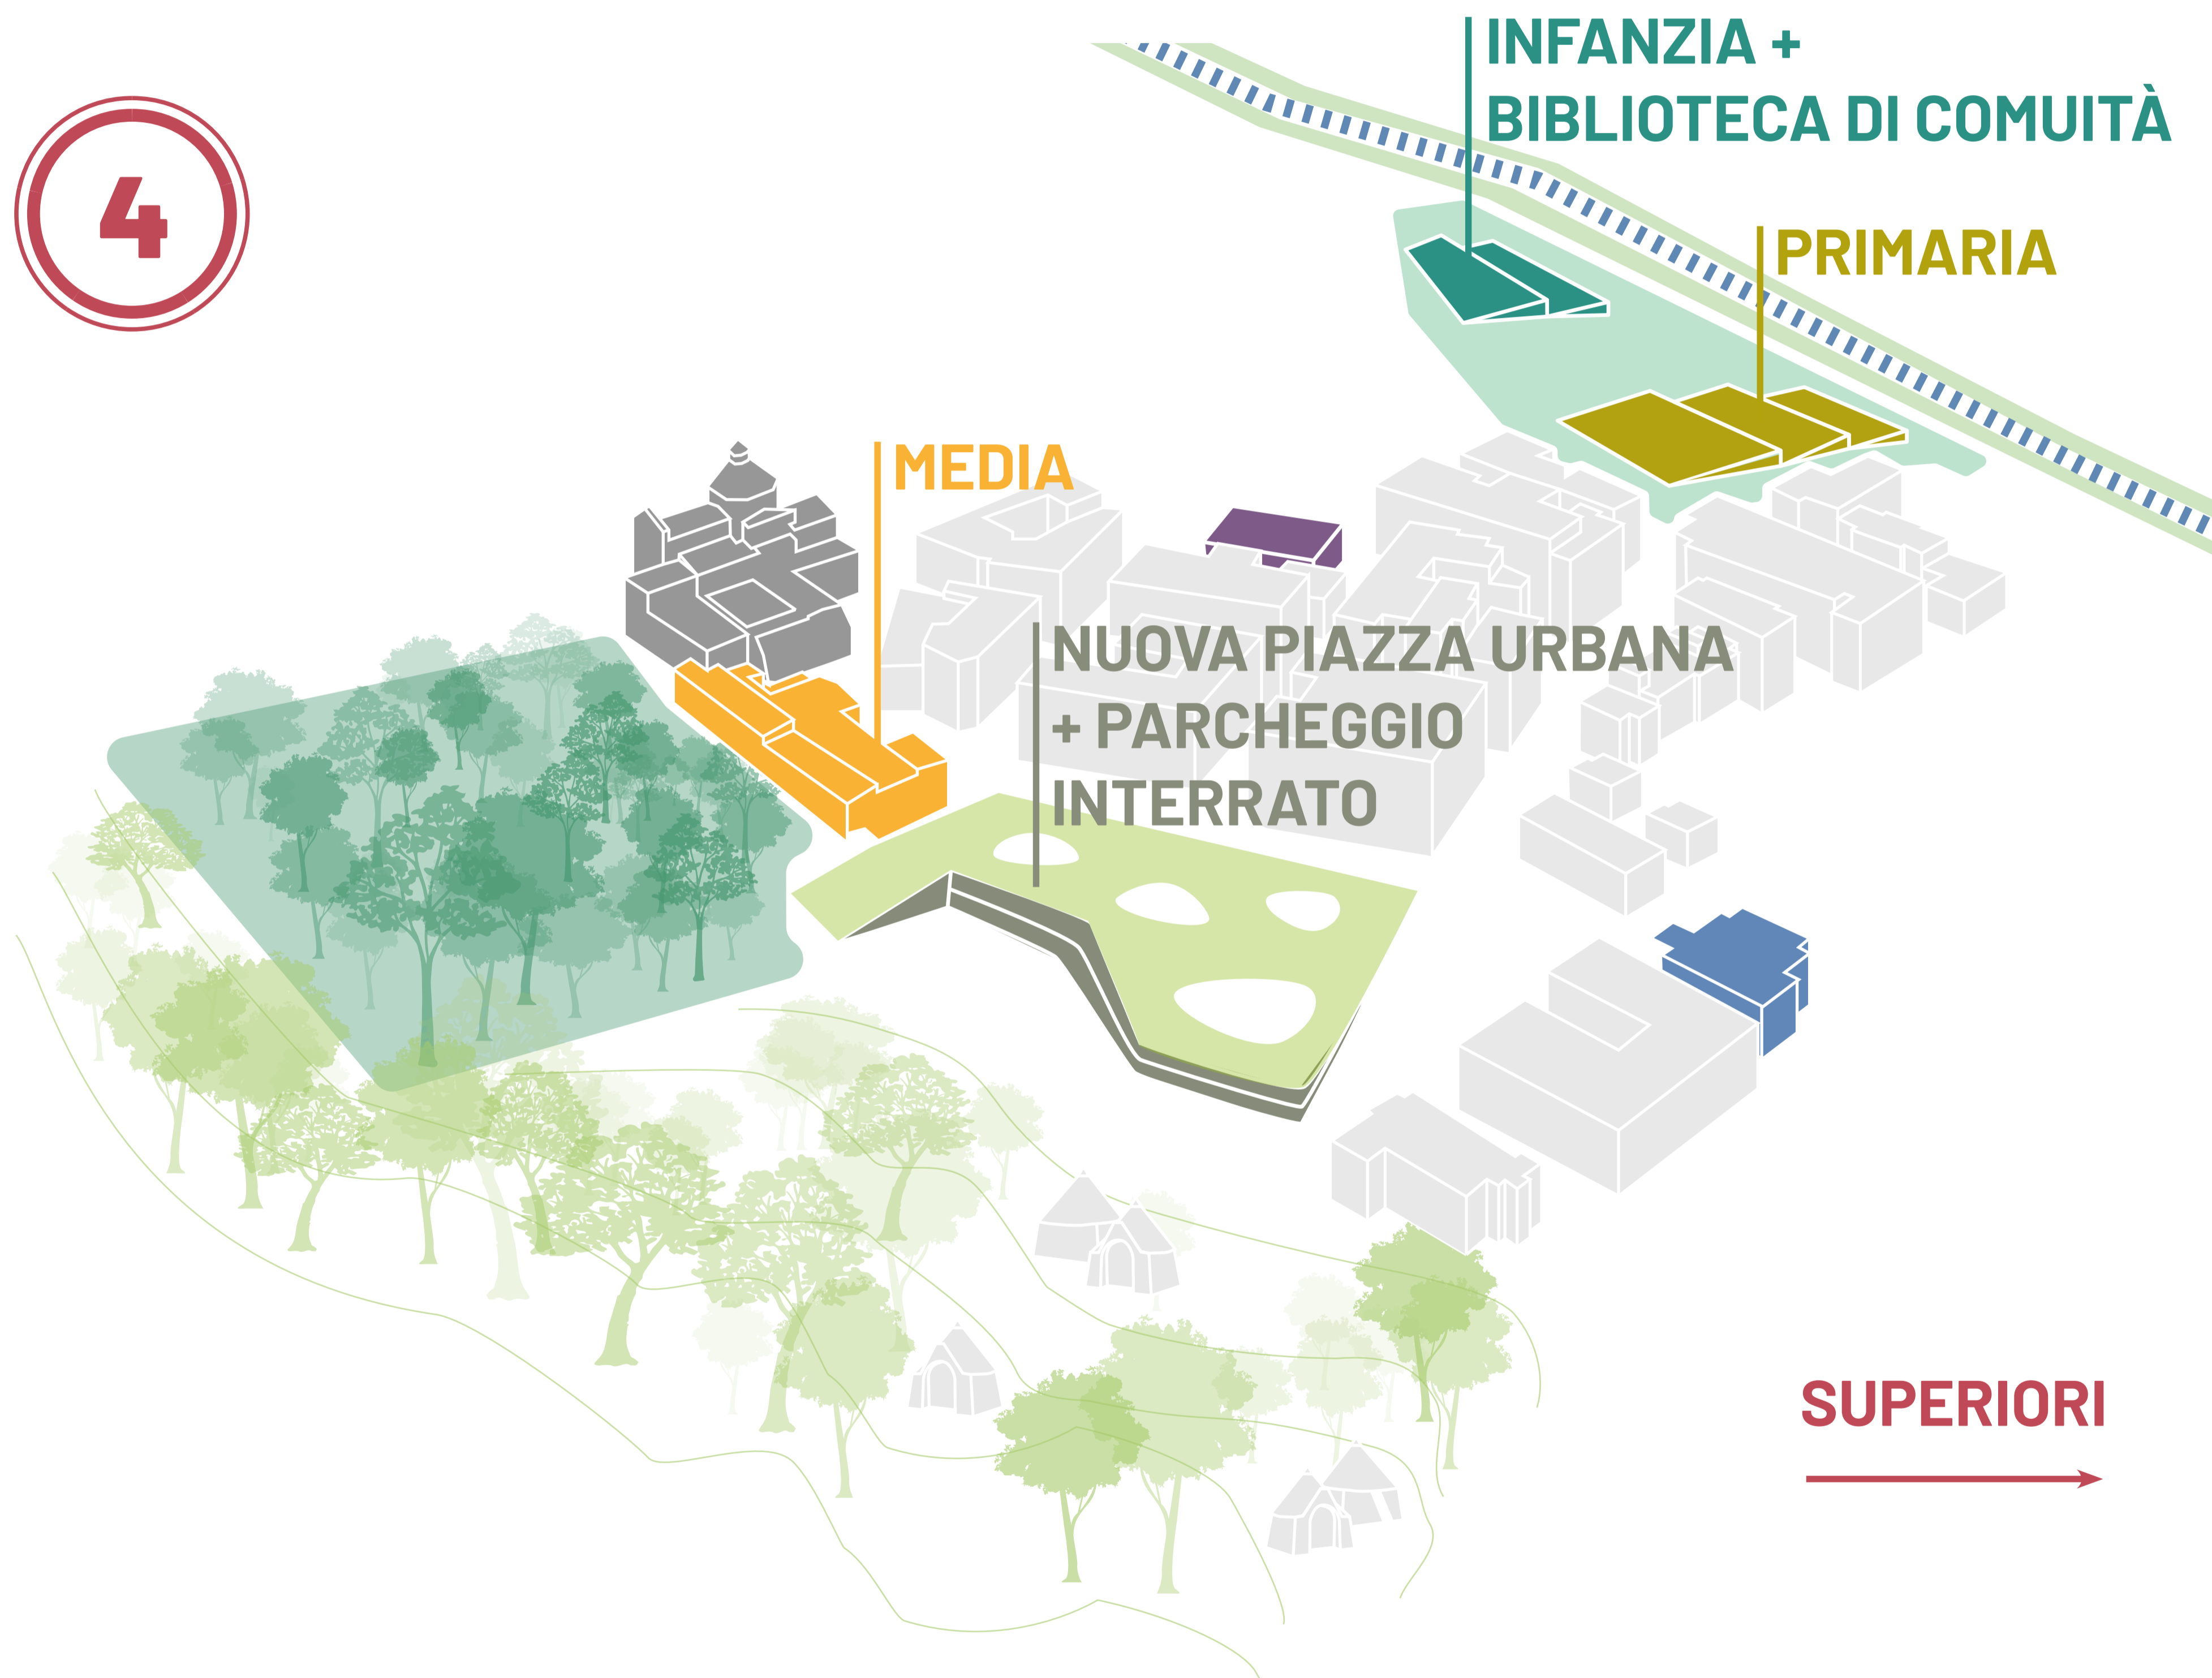 4
INFANZIA +
BIBLIOTECA DI COMUITÀ
PRIMARIA
MEDIA
NUOVA PIAZZA URBANA
+ PARCHEGGIO
INTERRATO
SUPERIORI